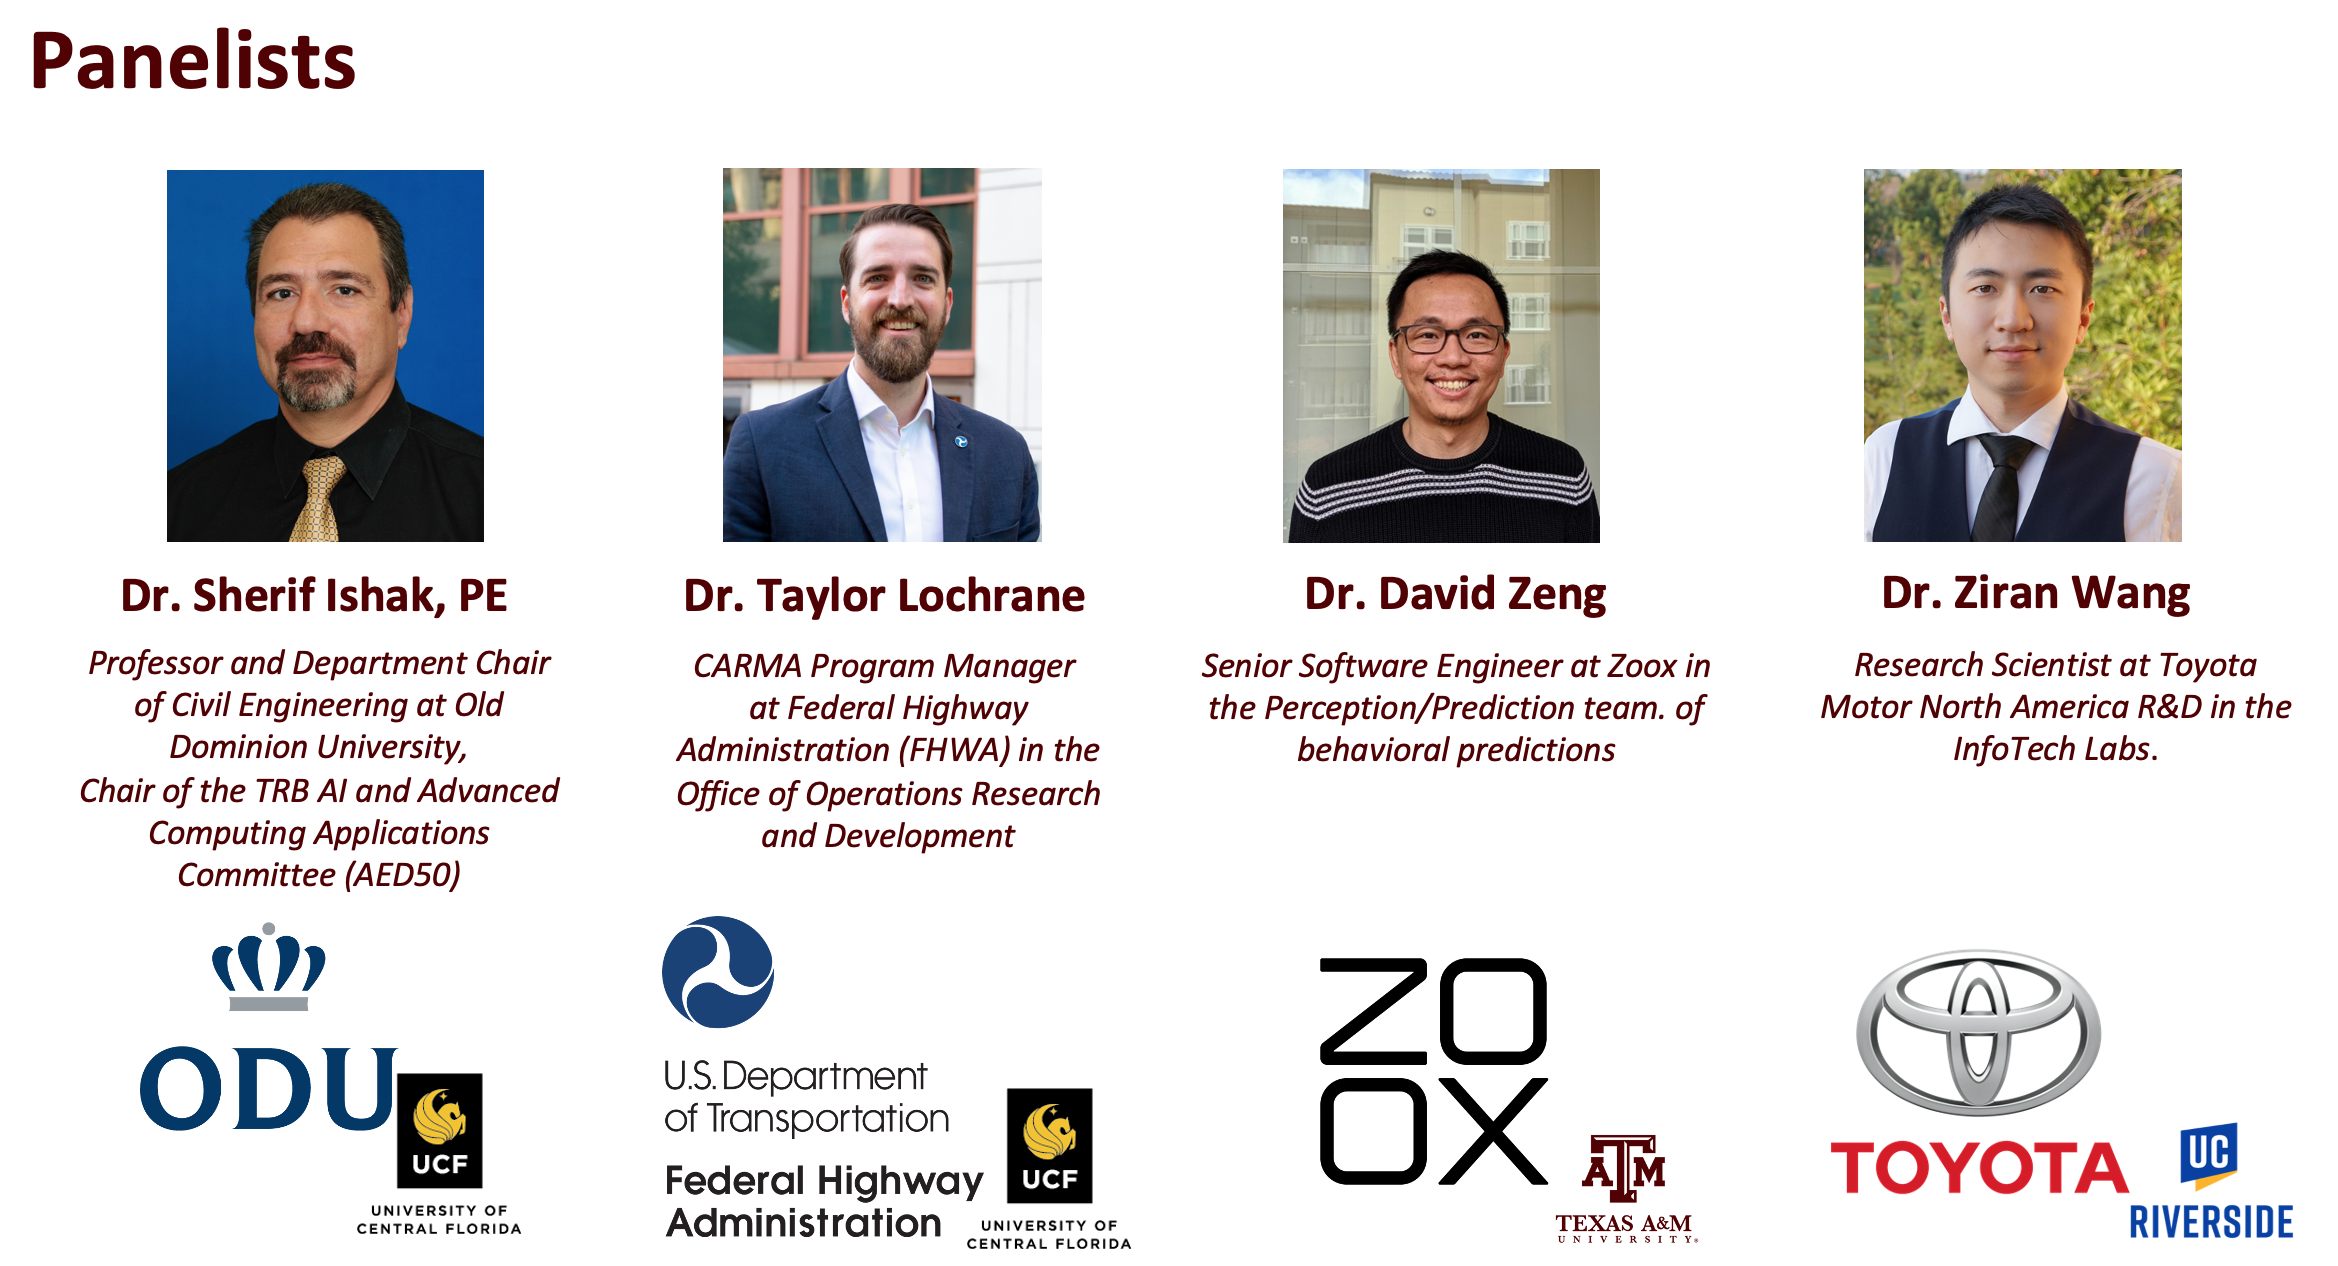 Panelists
Dr. Sherif Ishak, PE
Professor and Department Chair
of Civil Engineering at Old
Dominion University,
Chair of the TRB AI and Advanced
Computing Applications
Committee (AED50)
ODU
UCF
UNIVERSITY OF
CENTRAL FLORIDA
Dr. Taylor Lochrane
CARMA Program Manager
at Federal Highway
Administration (FHWA) in the
Office of Operations Research
and Development
U.S. Department
of Transportation
Federal Highway
Administration
UCF
UNIVERSITY OF
CENTRAL FLORIDA
Dr. David Zeng
Senior Software Engineer at Zoox in
the Perception/Prediction team. of
behavioral predictions
ZO
OX
ATM
TEXAS A&M
UNIVERSITY®
Dr. Ziran Wang
Research Scientist at Toyota
Motor North America R&D in the
InfoTech Labs.
TOYOTA
UC
RIVERSIDE